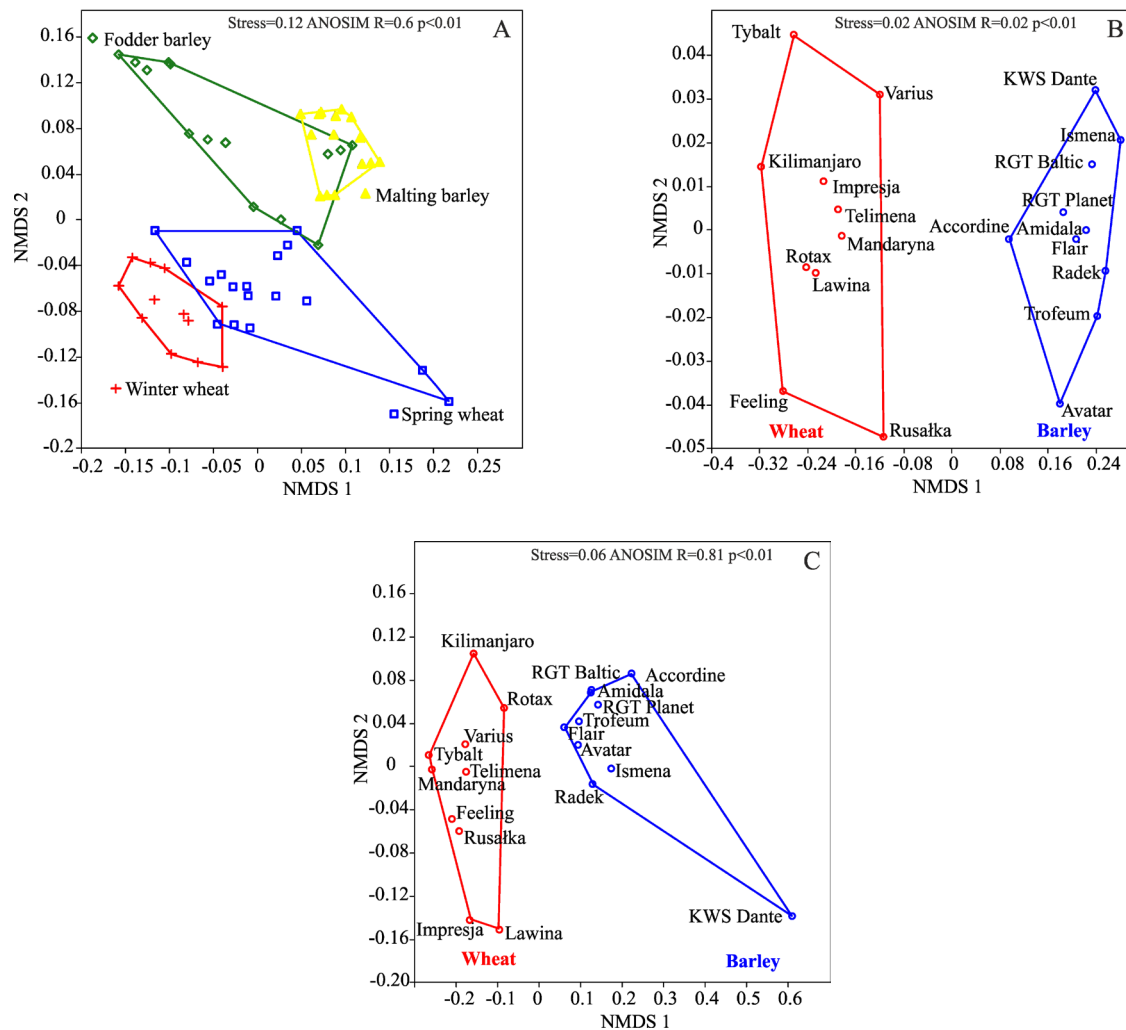 Stress=0.12 ANOSIM R=0.6 p<0.01
A
0.16
0.12
0.08
0.04
0
-0.04
-0.08
-0.12
-0.16
-0.2
NMDS 2
Fodder barley
Malting barley
Winter wheat
Spring wheat
-0.2 -0.15 -0.1 -0.05 0 0.05 0.10 0.15 0.20 0.25
NMDS 1
Stress=0.02 ANOSIM R=0.02 p<0.01
B
0.04
0.03
0.02
0.01
0
-0.01
-0.02
-0.03
-0.04
-0.05
NMDS 2
Tybalt
KWS Dante
Varius
Ismena
Kilimanjaro
RGT Baltic
Impresja
RGT Planet
Telimena
Accordine
Amidala
Mandaryna
Flair
Rotax
Radek
Lawina
Trofeum
Feeling
Avatar
Rusałka
Wheat
Barley
-0.4 -0.32 -0.24 -0.16 -0.08 0 0.08 0.16 0.24
NMDS 1
Stress=0.06 ANOSIM R=0.81 p<0.01
C
0.16
0.12
0.08
0.04
0
-0.04
-0.08
-0.12
-0.16
-0.20
NMDS 2
Kilimanjaro
RGT Baltic
Accordine
Rotax
Amidala
RGT Planet
Trofeum
Varius
Flair
Tybalt
Avatar
Telimena
Ismena
Mandaryna
Radek
Feeling
Rusałka
KWS Dante
Impresja
Lawina
Wheat
Barley
-0.2 -0.1 0 0.1 0.2 0.3 0.4 0.5 0.6
NMDS 1